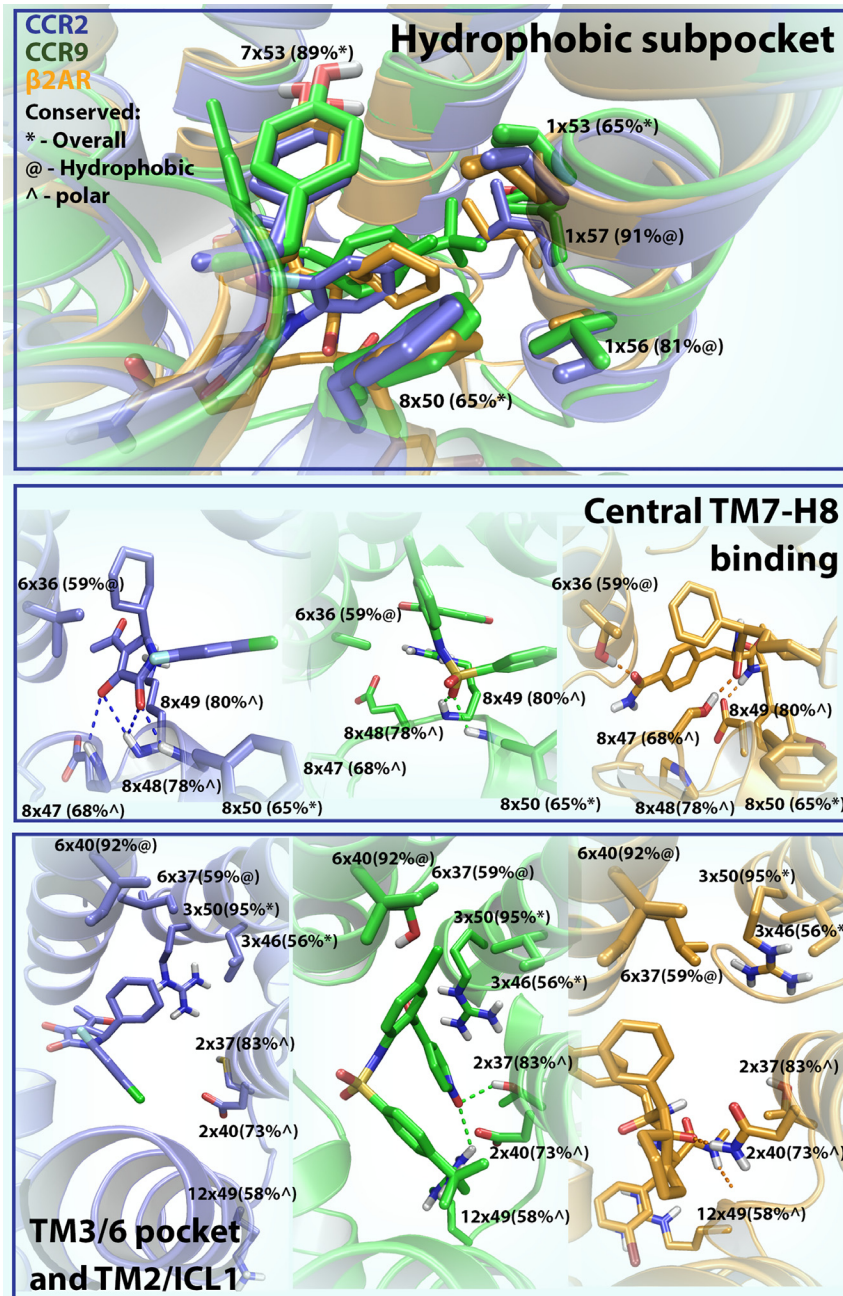 CCR2
CCR9
β2AR
Conserved:
* - Overall
@ - Hydrophobic
^ - polar
Hydrophobic subpocket
7x53 (89%*)
1x53 (65%*)
1x57 (91%@)
1x56 (81%@)
8x50 (65%*)
Central TM7-H8
binding
6x36 (59%@)
8x49 (80%^)
8x48(78%^)
8x47 (68%^)
8x50 (65%*)
6x36 (59%@)
8x49 (80%^)
8x48(78%^)
8x47 (68%^)
8x50 (65%*)
6x36 (59%@)
8x49 (80%^)
8x47 (68%^)
8x48(78%^)
8x50 (65%*)
6x40(92%@)
6x37(59%@)
3x50(95%*)
3x46(56%*)
2x37(83%^)
2x40(73%^)
12x49(58%^)
6x40(92%@)
6x37(59%@)
3x50(95%*)
3x46(56%*)
2x37(83%^)
2x40(73%^)
12x49(58%^)
6x40(92%@)
3x50(95%*)
3x46(56%*)
6x37(59%@)
2x37(83%^)
2x40(73%^)
12x49(58%^)
TM3/6 pocket
and TM2/ICL1